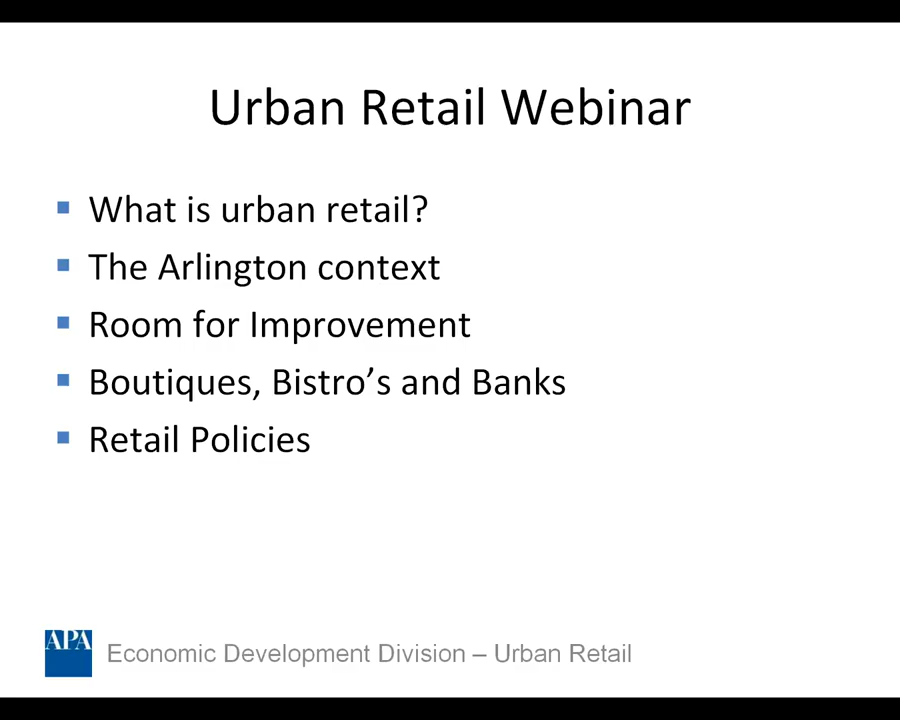 Urban Retail Webinar
What is urban retail?
The Arlington context
Room for Improvement
Boutiques, Bistro’s and Banks
Retail Policies
APA
Economic Development Division – Urban Retail